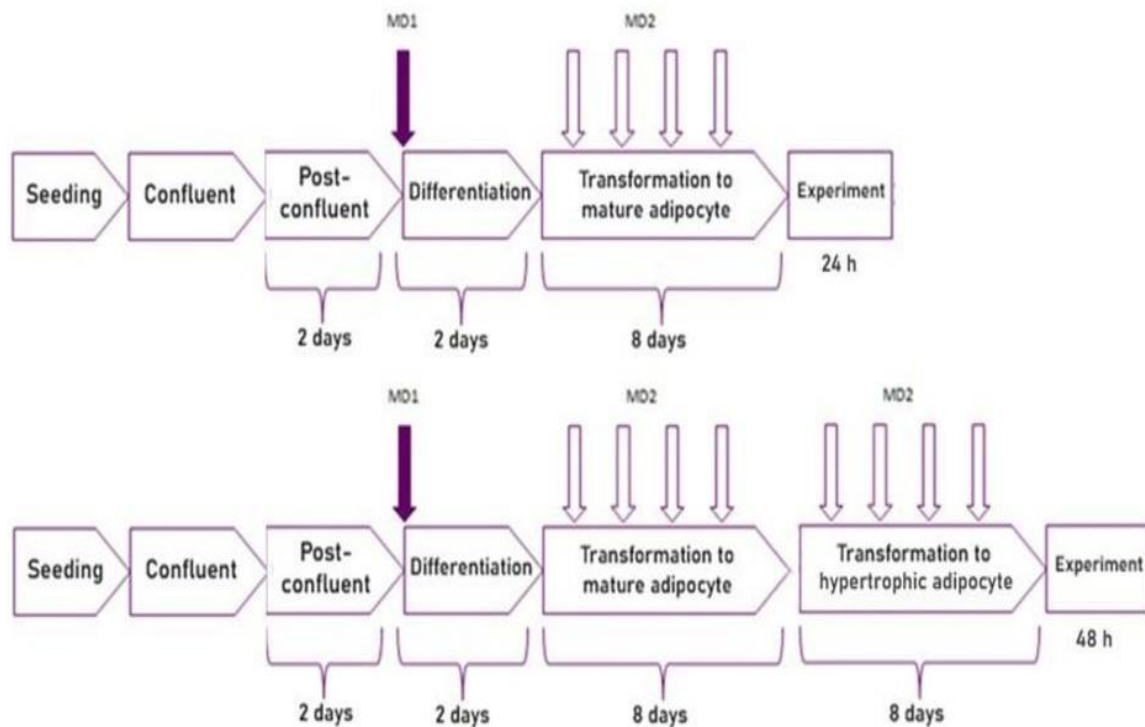 MD1
MD2
Seeding
Confluent
Post-
confluent
Differentiation
Transformation to
mature adipocyte
Experiment
24 h
2 days
2 days
8 days
MD1
MD2
MD2
Seeding
Confluent
Post-
confluent
Differentiation
Transformation to
mature adipocyte
Transformation to
hypertrophic adipocyte
Experiment
48 h
2 days
2 days
8 days
8 days